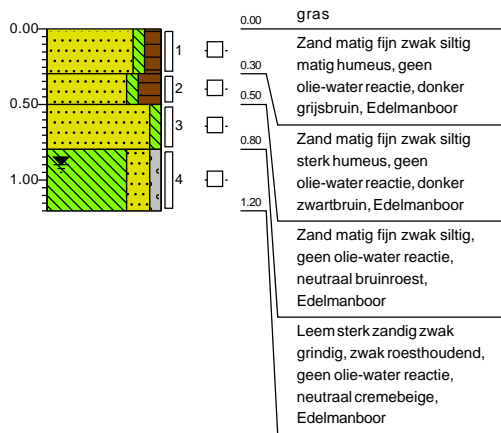 0.00
0.50
1.00
1
2
3
4
0.00
0.30
0.50
0.80
1.20
gras
Zand matig fijn zwak siltig
matig humeus, geen
olie-water reactie, donker
grijsbruin, Edelmanboor
Zand matig fijn zwak siltig
sterk humeus, geen
olie-water reactie, donker
zwartbruin, Edelmanboor
Zand matig fijn zwak siltig,
geen olie-water reactie,
neutraal bruinroest,
Edelmanboor
Leem sterk zandig zwak
grindig, zwak roesthoudend,
geen olie-water reactie,
neutraal cremebeige,
Edelmanboor